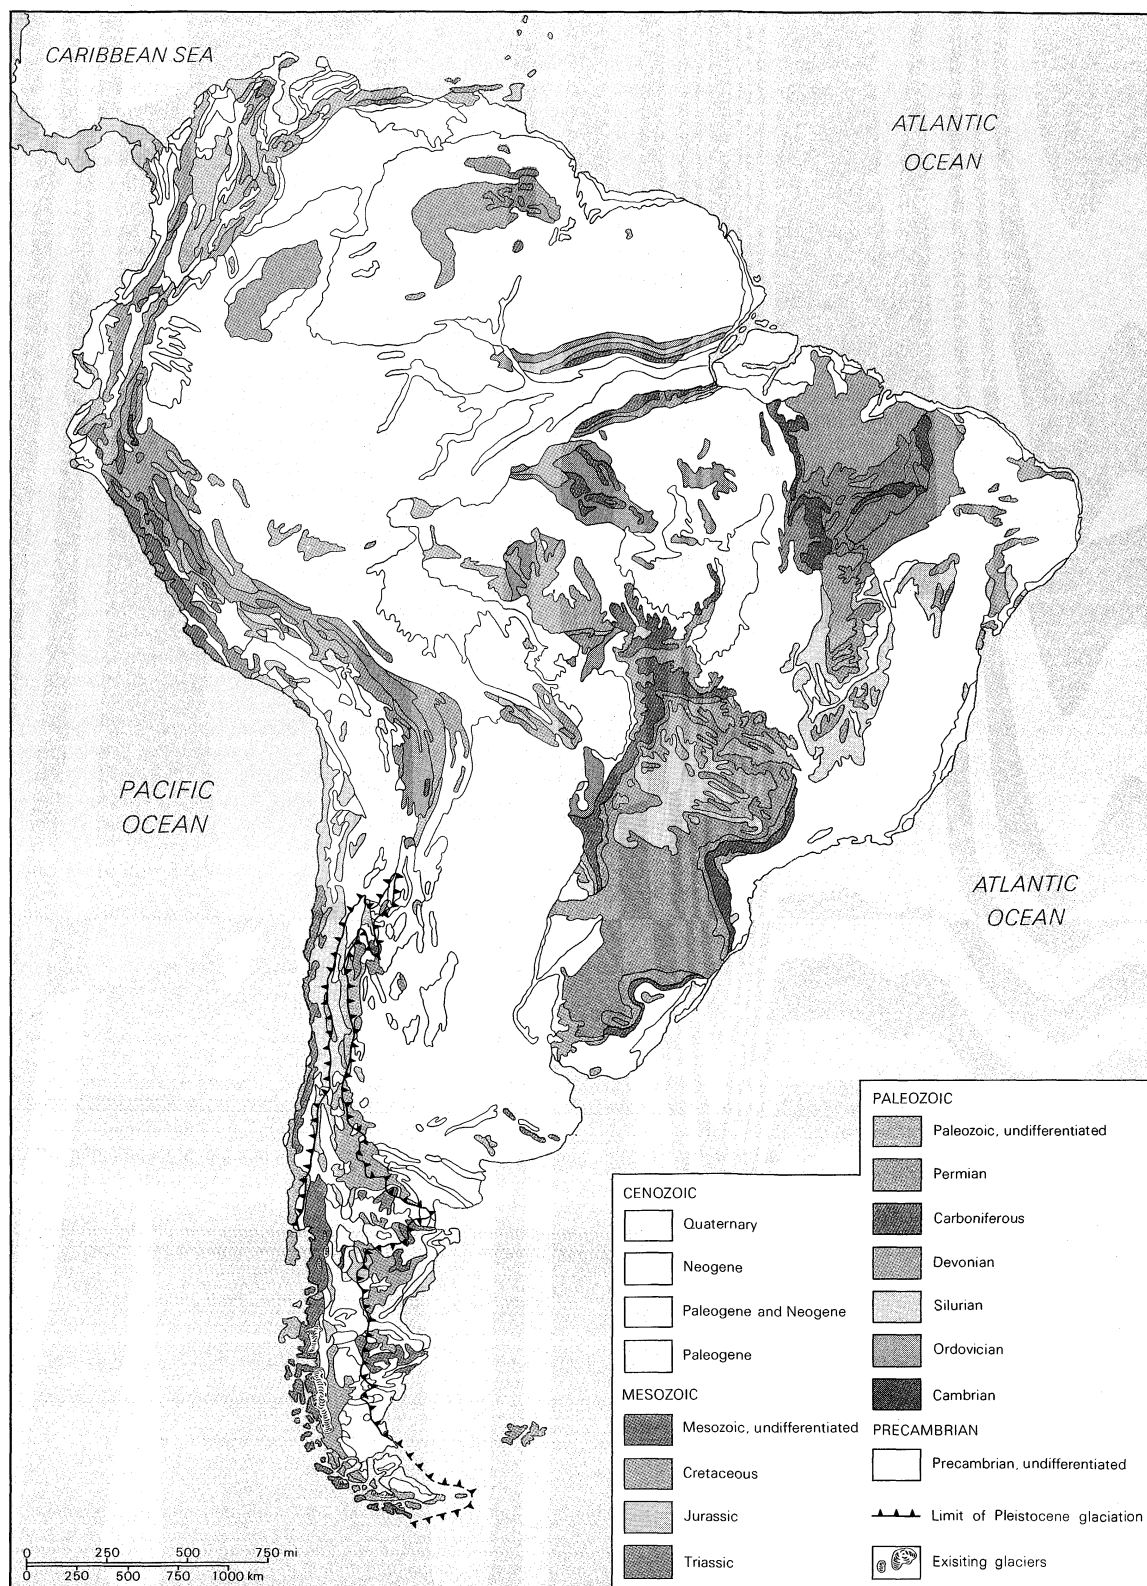 CARIBBEAN SEA
ATLANTIC
OCEAN
PACIFIC
OCEAN
ATLANTIC
OCEAN
PALEOZOIC
Paleozoic, undifferentiated
Permian
Carboniferous
Devonian
Silurian
Ordovician
Cambrian
PRECAMBRIAN
Precambrian, undifferentiated
Limit of Pleistocene glaciation
Exisiting glaciers
CENOZOIC
Quaternary
Neogene
Paleogene and Neogene
Paleogene
MESOZOIC
Mesozoic, undifferentiated
Cretaceous
Jurassic
Triassic
0 250 500 750 mi
0 250 500 750 1000 km